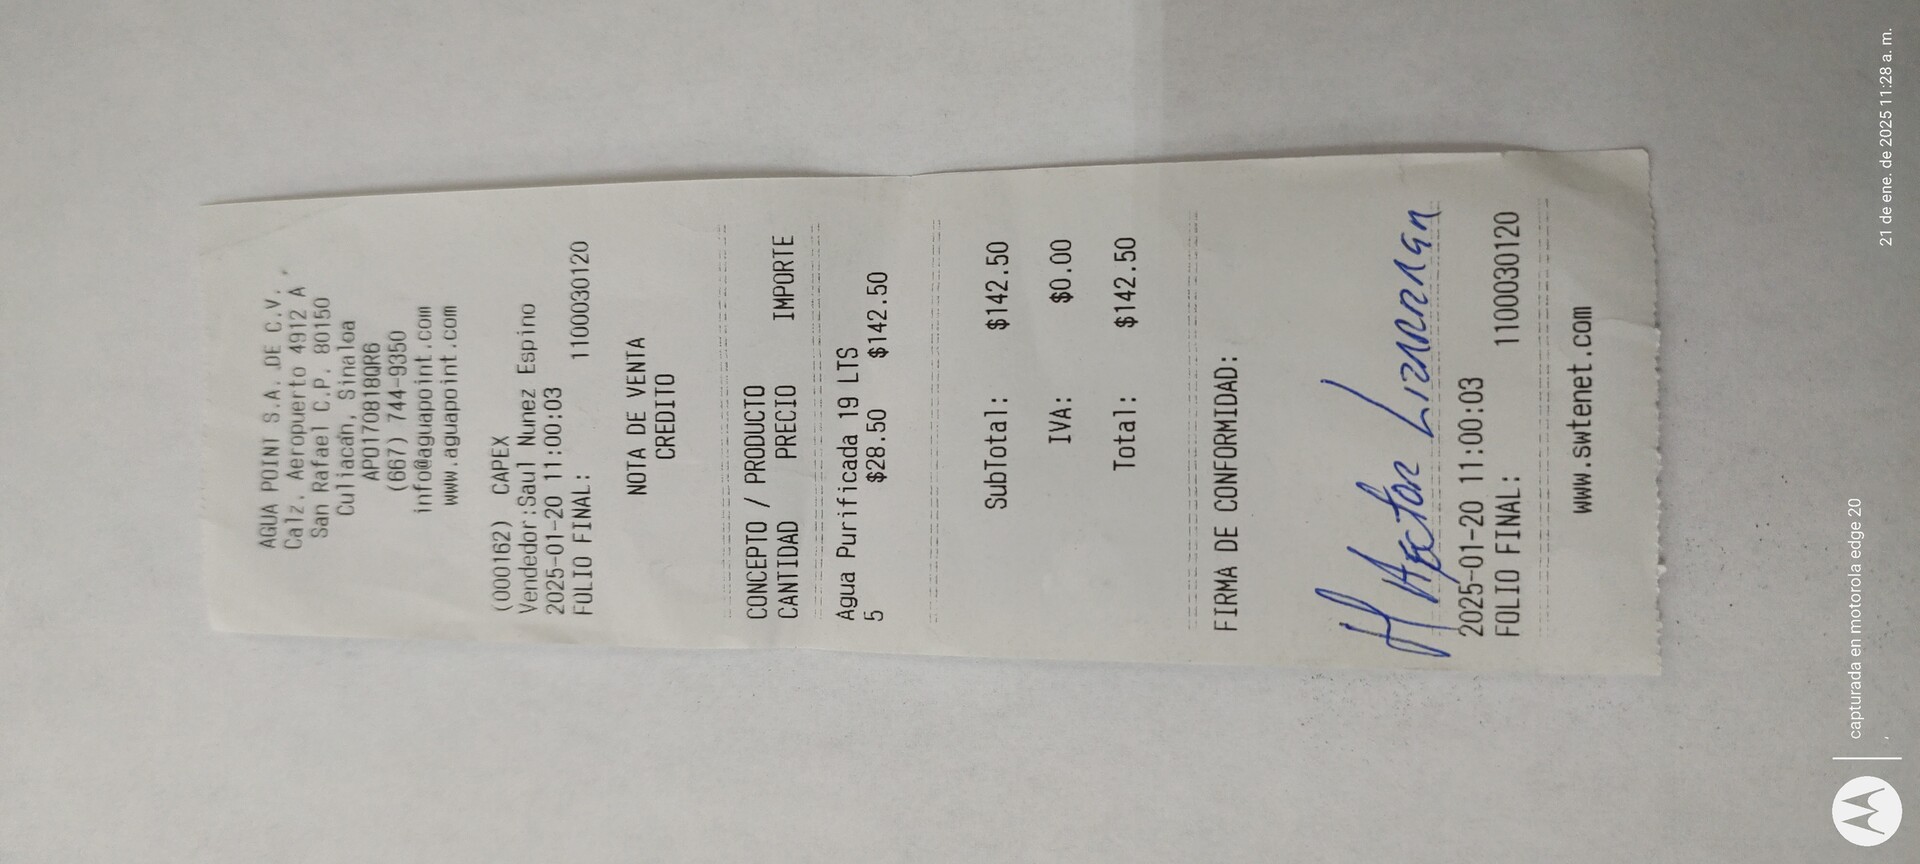 AGUA POINT S.A. DE C.V.
Calz. Aeropuerto 4912 A
San Rafael C.P. 80150
Culiacán, Sinaloa
APO170818QR6
(667) 744-9350
info@aguapoint.com
www.aguapoint.com
(000162) CAPEX
Vendedor:Saul Nunez Espino
2025-01-20 11:00:03
FOLIO FINAL: 1100030120
NOTA DE VENTA
CREDITO
CONCEPTO / PRODUCTO
CANTIDAD PRECIO IMPORTE
Agua Purificada 19 LTS
5 $28.50 $142.50
SubTotal: $142.50
IVA: $0.00
Total: $142.50
FIRMA DE CONFORMIDAD:
Hector Lizarraga
2025-01-20 11:00:03
FOLIO FINAL: 1100030120
www.swtenet.com
capturada en motorola edge 20
21 de ene. de 2025 11:28 a. m.